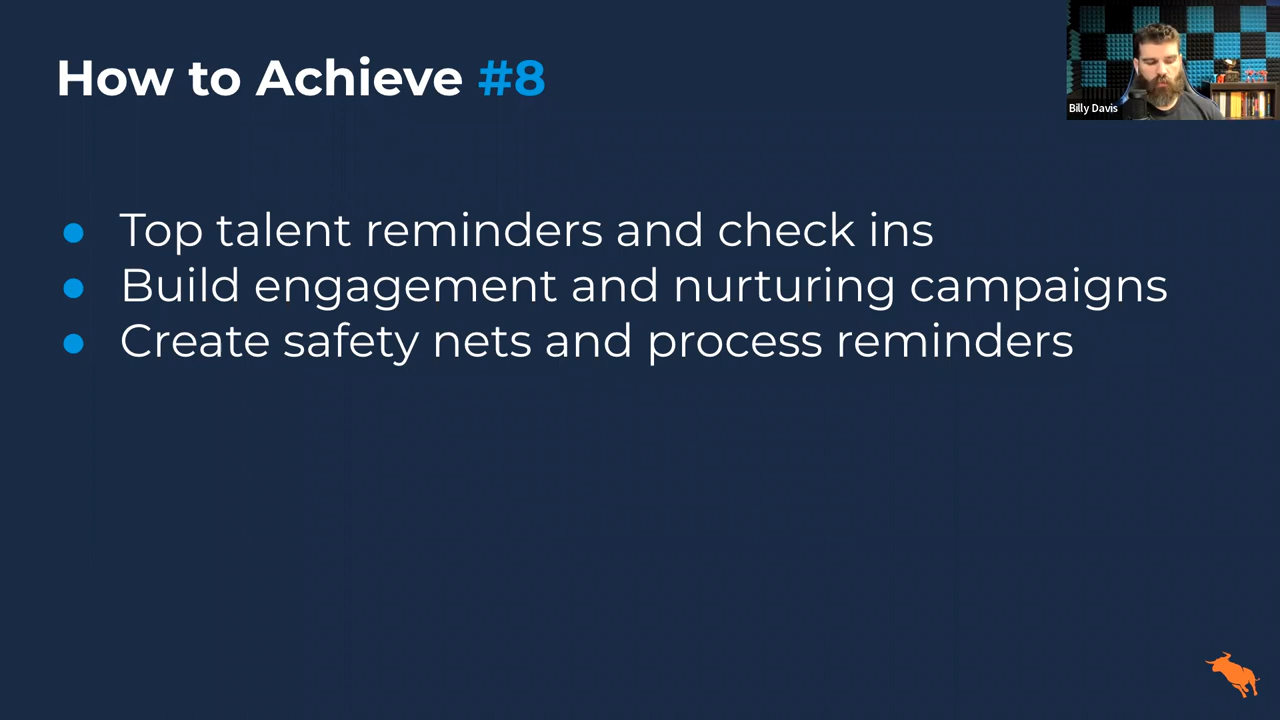 How to Achieve #8
Billy Davis
● Top talent reminders and check ins
● Build engagement and nurturing campaigns
● Create safety nets and process reminders